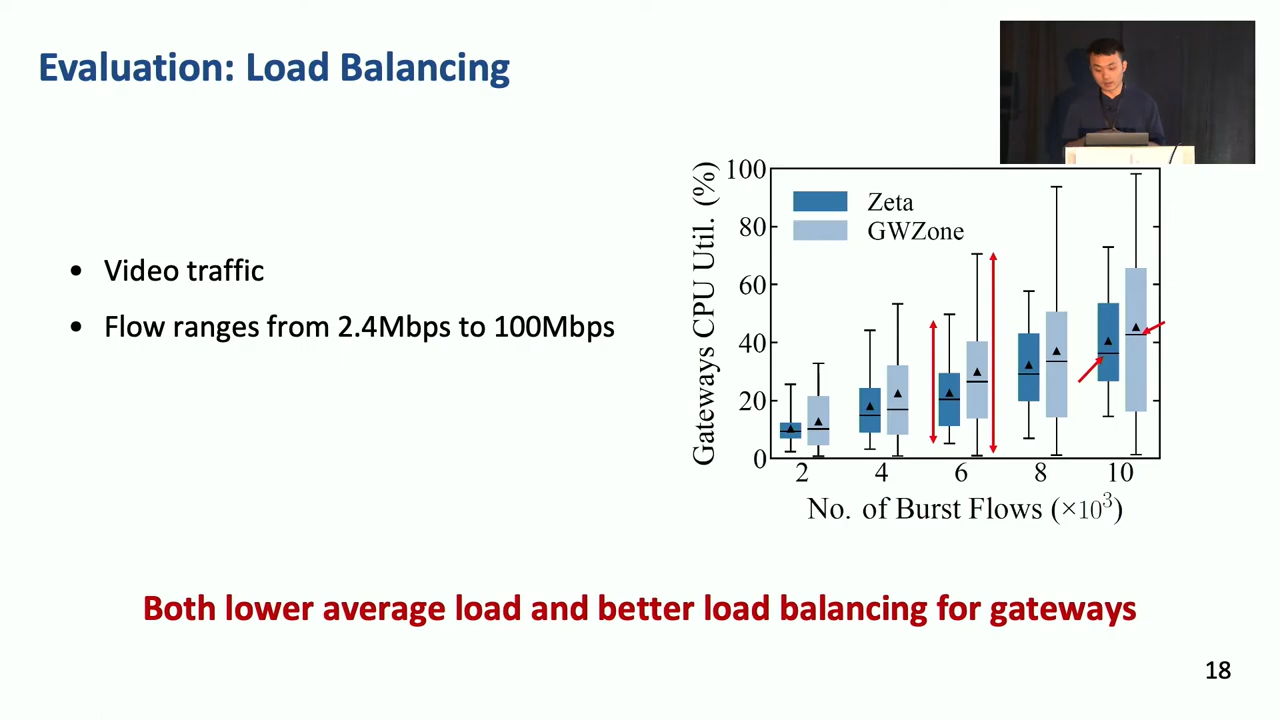 Evaluation: Load Balancing
• Video traffic
• Flow ranges from 2.4Mbps to 100Mbps
Gateways CPU Util. (%)
100
80
60
40
20
0
Zeta
GWZone
2 4 6 8 10
No. of Burst Flows (×10³)
Both lower average load and better load balancing for gateways
18